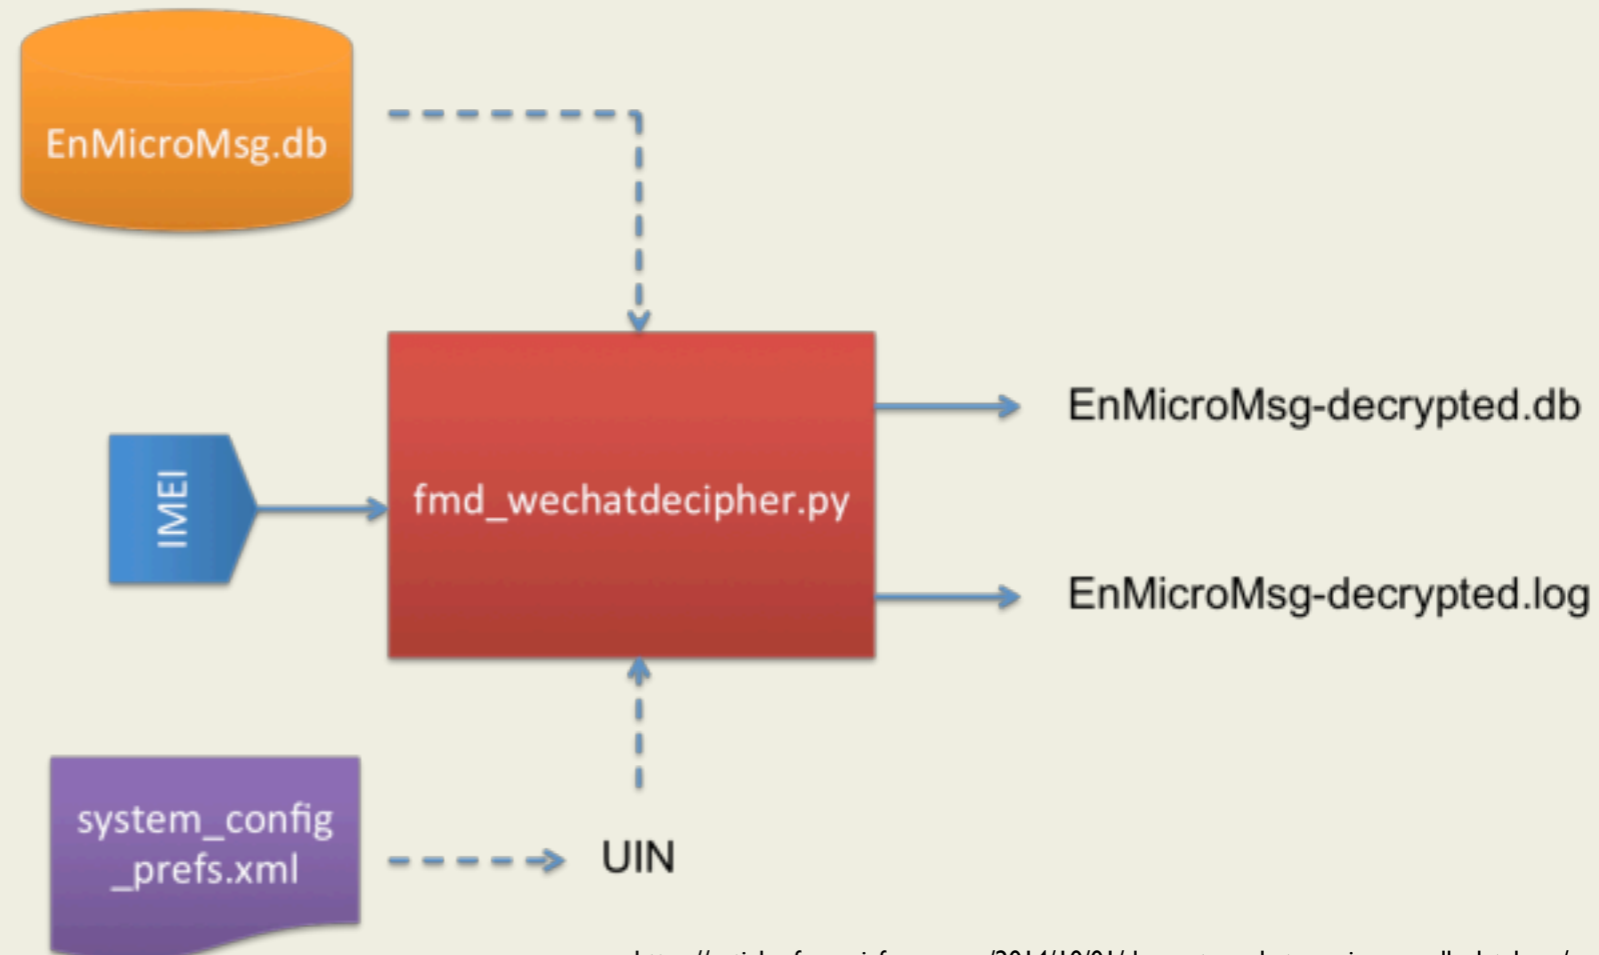 EnMicroMsg.db
IMEI
fmd_wechatdecipher.py
EnMicroMsg-decrypted.db
EnMicroMsg-decrypted.log
system_config
_prefs.xml
UIN